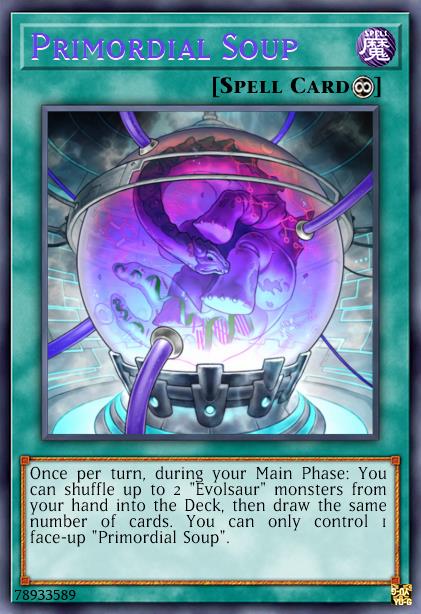 Primordial Soup
SPELL
魔
[Spell Card]
Once per turn, during your Main Phase: You
can shuffle up to 2 "Evolsaur" monsters from
your hand into the Deck, then draw the same
number of cards. You can only control 1
face-up "Primordial Soup".
78933589